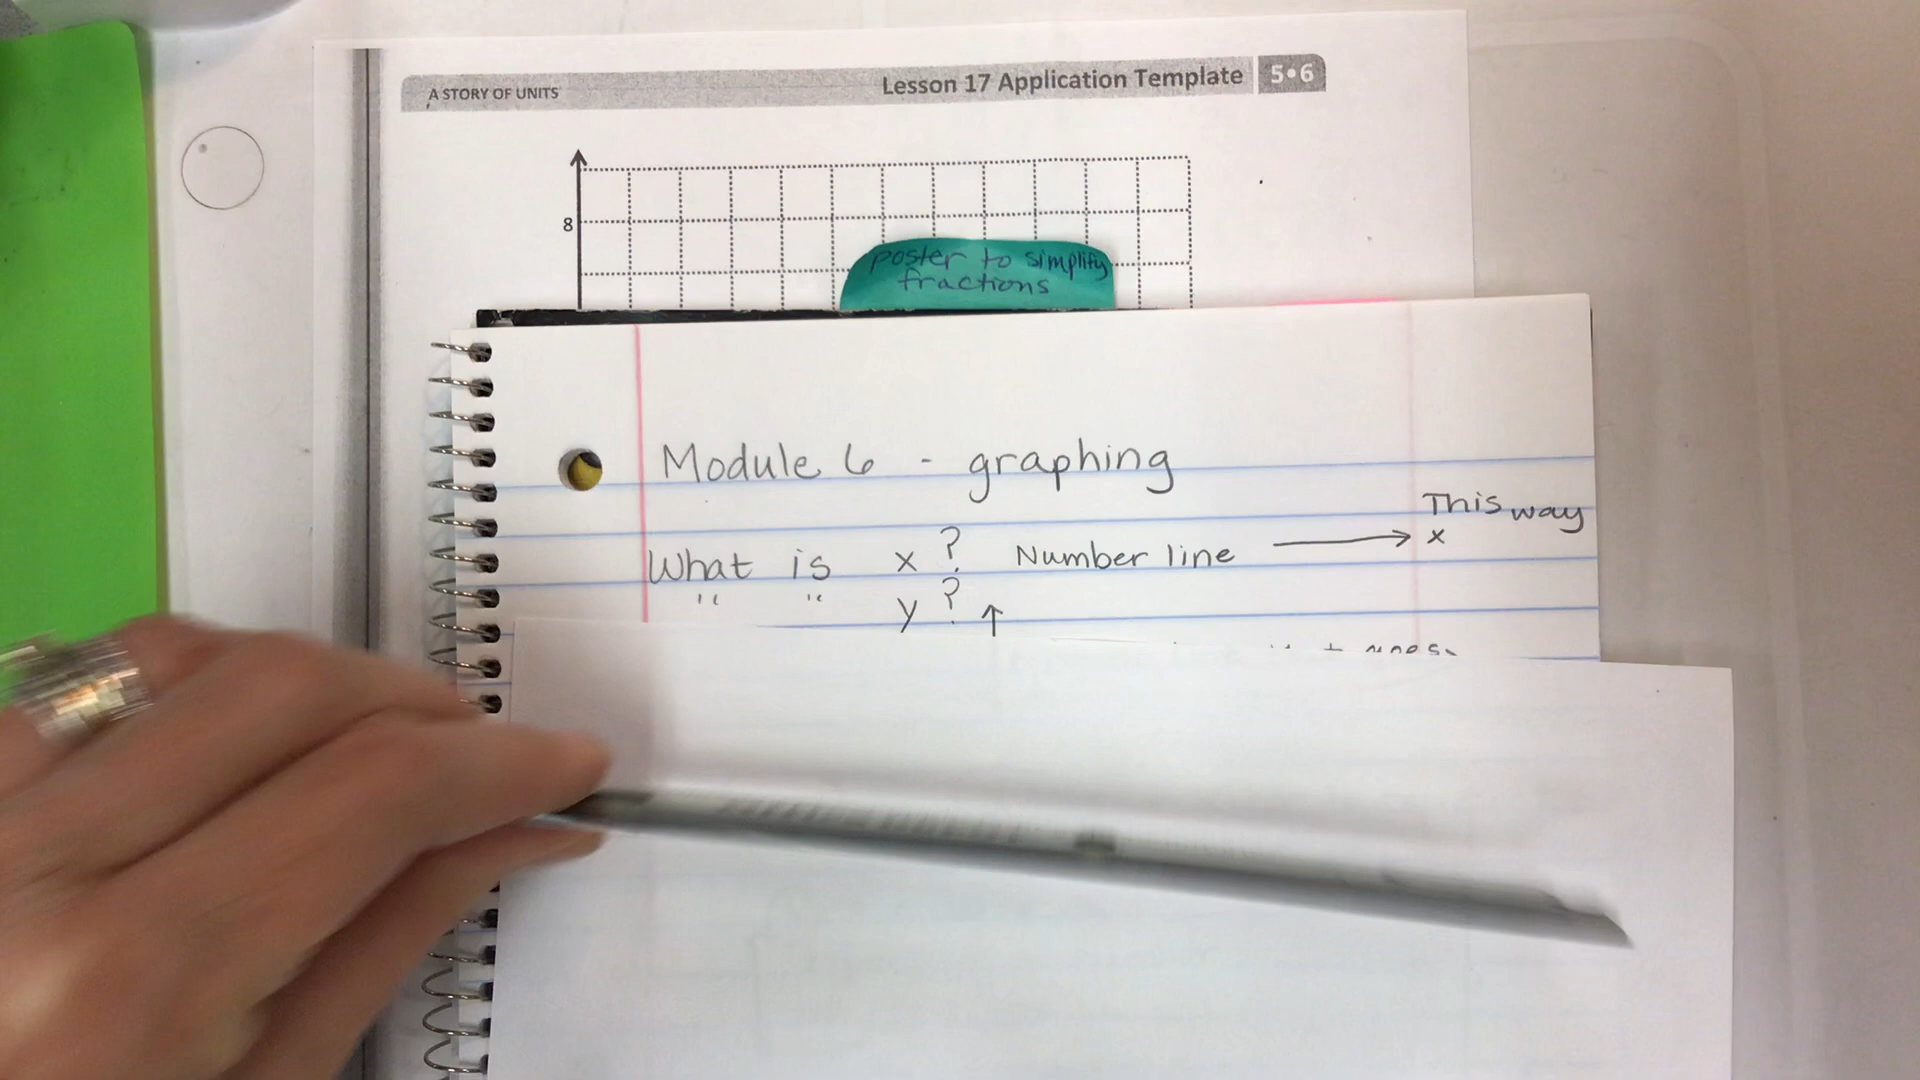 A STORY OF UNITS
Lesson 17 Application Template 5•6
8
poster to simplify
fractions
Module 6 - graphing
This way
What is x? Number line → x
" " y? ↑